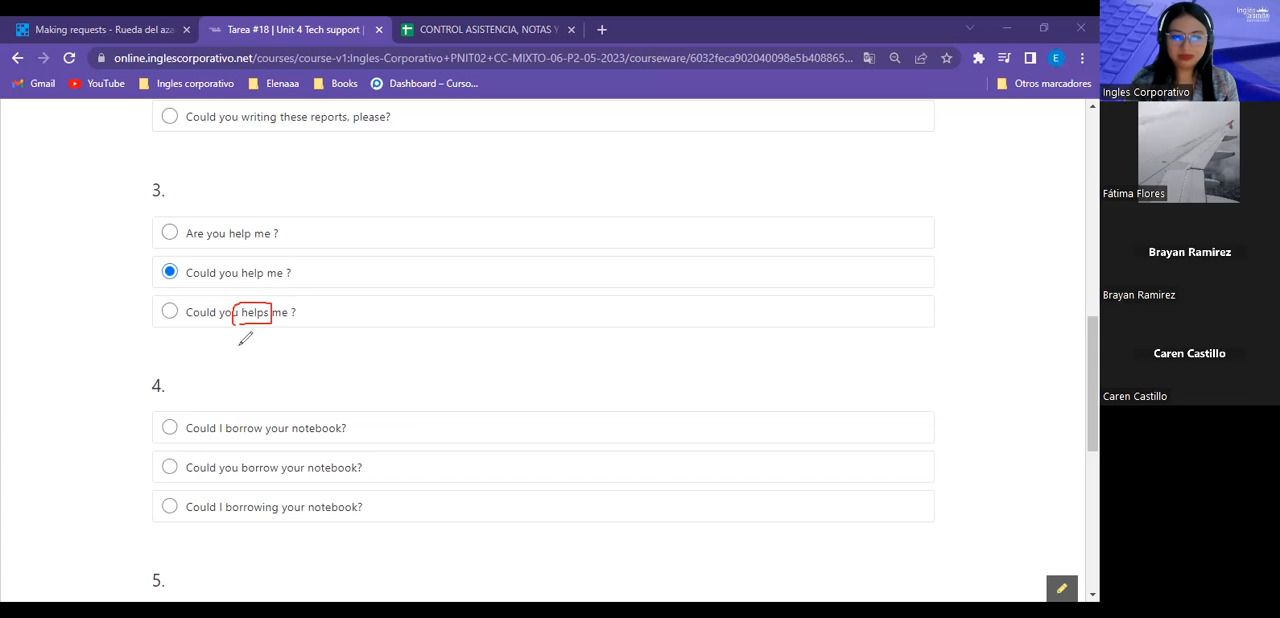 Making requests - Rueda del aza
Tarea #18 | Unit 4 Tech support |
CONTROL ASISTENCIA, NOTAS Y
online.inglescorporativo.net/courses/course-v1:Ingles-Corporativo+PNIT02+CC-MIXTO-06-P2-05-2023/courseware/6032feca902040098e5b408865...
E
Gmail
YouTube
Ingles corporativo
Elenaaa
Books
Dashboard – Curso...
Otros marcadores
Could you writing these reports, please?
3.
Are you help me ?
Could you help me ?
Could you helps me ?
4.
Could I borrow your notebook?
Could you borrow your notebook?
Could I borrowing your notebook?
5.
Ingles Corporativo
Fátima Flores
Brayan Ramirez
Brayan Ramirez
Caren Castillo
Caren Castillo